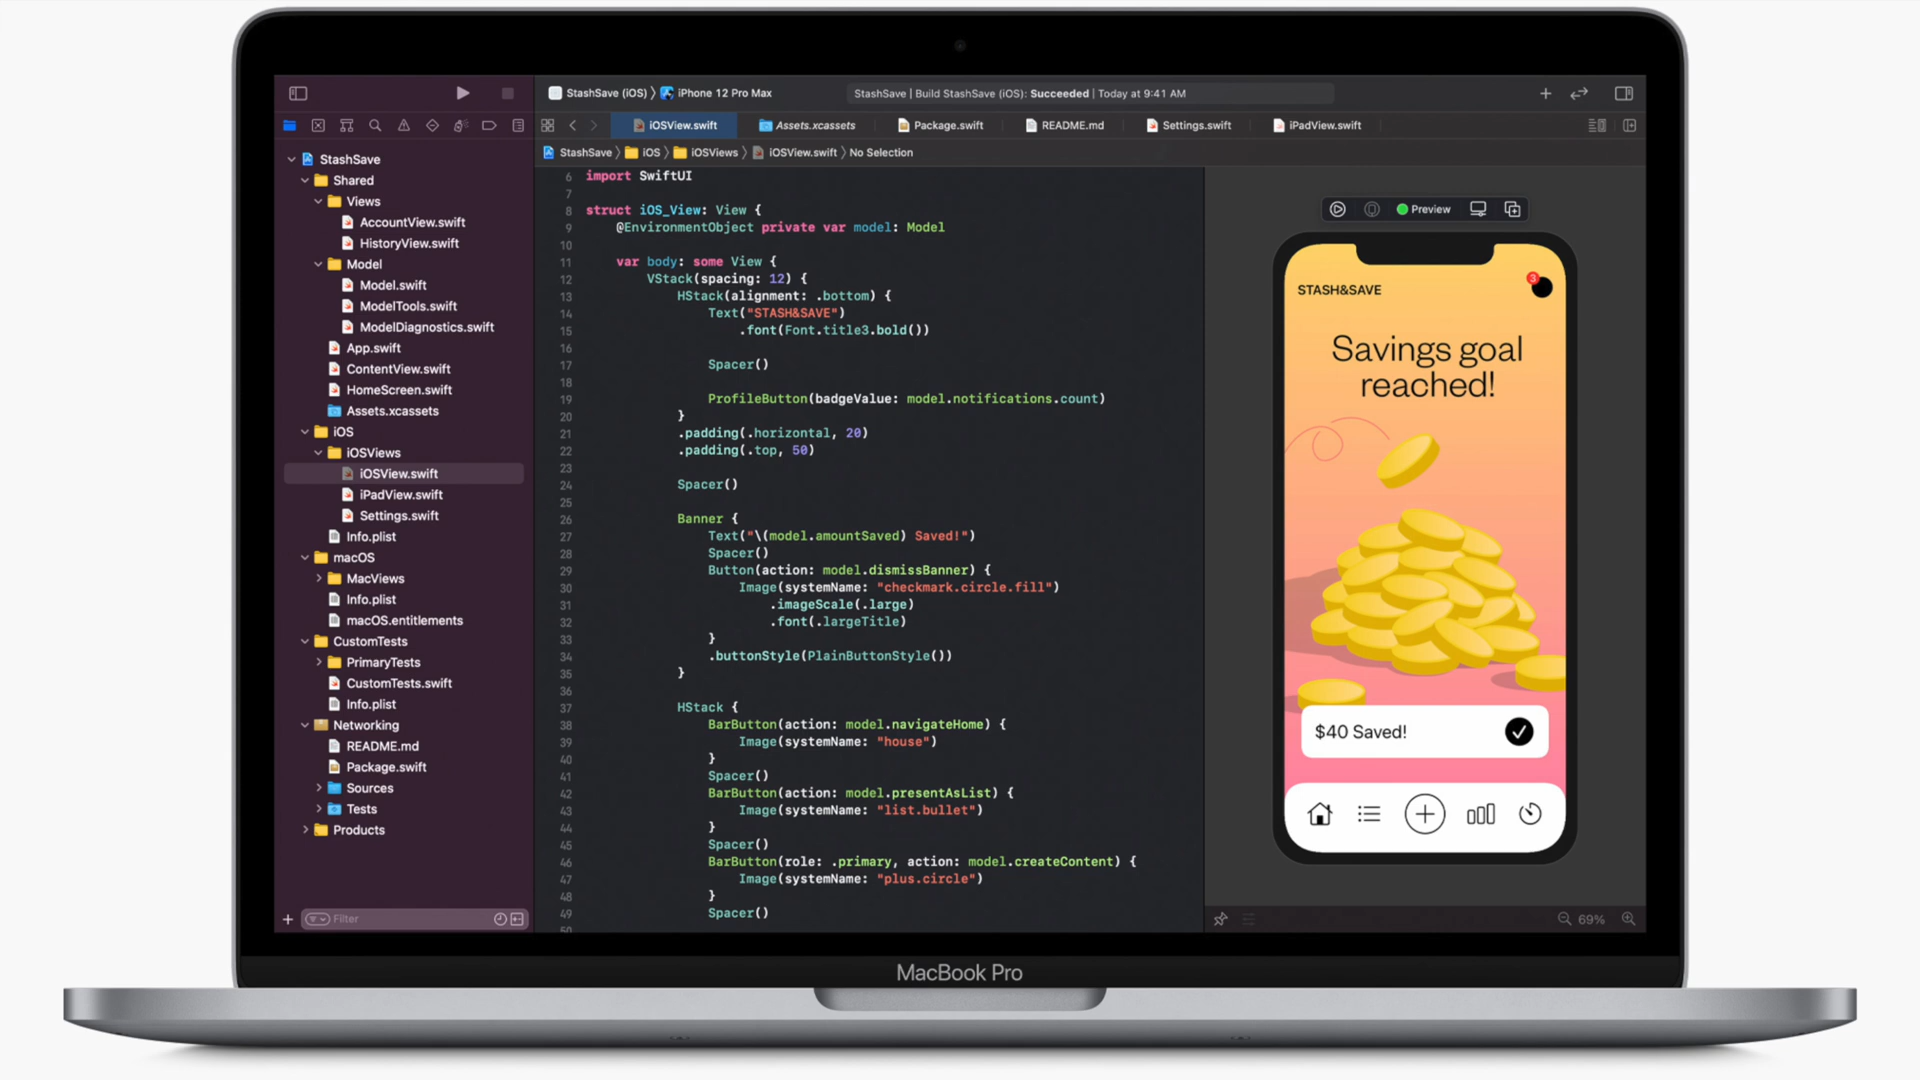 StashSave (iOS) 〉 iPhone 12 Pro Max
StashSave | Build StashSave (iOS): Succeeded | Today at 9:41 AM
iOSView.swift
Assets.xcassets
Package.swift
README.md
Settings.swift
iPadView.swift
StashSave 〉 iOS 〉 iOSViews 〉 iOSView.swift 〉 No Selection
StashSave
Shared
Views
AccountView.swift
HistoryView.swift
Model
Model.swift
ModelTools.swift
ModelDiagnostics.swift
App.swift
ContentView.swift
HomeScreen.swift
Assets.xcassets
iOS
iOSViews
iOSView.swift
iPadView.swift
Settings.swift
Info.plist
macOS
MacViews
Info.plist
macOS.entitlements
CustomTests
PrimaryTests
CustomTests.swift
Info.plist
Networking
README.md
Package.swift
Sources
Tests
Products
Filter
6 import SwiftUI
7
8 struct iOS_View: View {
9 @EnvironmentObject private var model: Model
10
11 var body: some View {
12 VStack(spacing: 12) {
13 HStack(alignment: .bottom) {
14 Text("STASH&SAVE")
15 .font(Font.title3.bold())
16
17 Spacer()
18
19 ProfileButton(badgeValue: model.notifications.count)
20 }
21 .padding(.horizontal, 20)
22 .padding(.top, 50)
23
24 Spacer()
25
26 Banner {
27 Text("\(model.amountSaved) Saved!")
28 Spacer()
29 Button(action: model.dismissBanner) {
30 Image(systemName: "checkmark.circle.fill")
31 .imageScale(.large)
32 .font(.largeTitle)
33 }
34 .buttonStyle(PlainButtonStyle())
35 }
36
37 HStack {
38 BarButton(action: model.navigateHome) {
39 Image(systemName: "house")
40 }
41 Spacer()
42 BarButton(action: model.presentAsList) {
43 Image(systemName: "list.bullet")
44 }
45 Spacer()
46 BarButton(role: .primary, action: model.createContent) {
47 Image(systemName: "plus.circle")
48 }
49 Spacer()
50
Preview
3
STASH&SAVE
Savings goal
reached!
$40 Saved!
69%
MacBook Pro